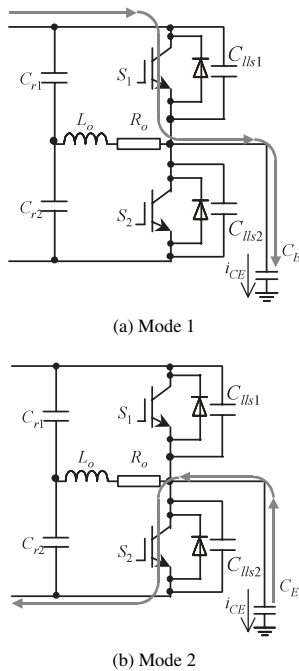 C_r1
S_1
C_lls1
L_o
R_o
C_r2
S_2
C_lls2
i_CE
C_E
(a) Mode 1
C_r1
S_1
C_lls1
L_o
R_o
C_r2
S_2
C_lls2
i_CE
C_E
(b) Mode 2